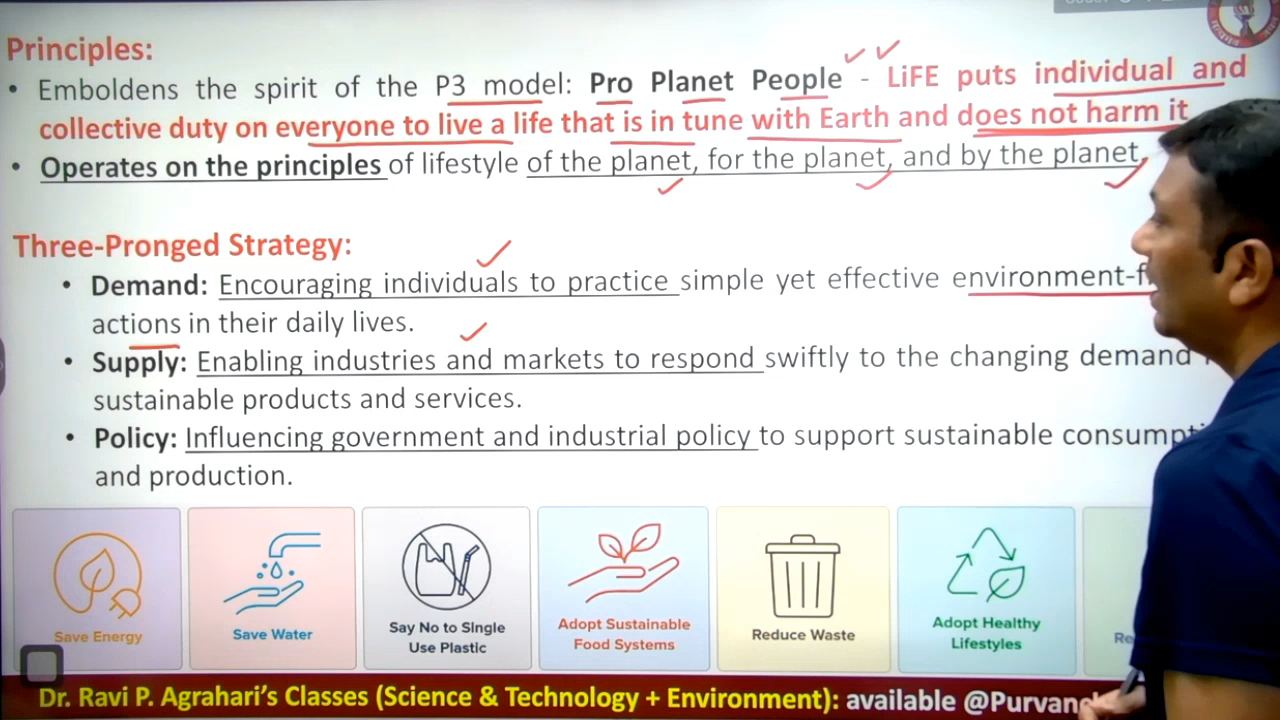 Principles:
• Emboldens the spirit of the P3 model: Pro Planet People - LiFE puts individual and
collective duty on everyone to live a life that is in tune with Earth and does not harm it
• Operates on the principles of lifestyle of the planet, for the planet, and by the planet.
Three-Pronged Strategy:
• Demand: Encouraging individuals to practice simple yet effective environment-f
actions in their daily lives.
• Supply: Enabling industries and markets to respond swiftly to the changing demand
sustainable products and services.
• Policy: Influencing government and industrial policy to support sustainable consumpti
and production.
Save Energy
Save Water
Say No to Single
Use Plastic
Adopt Sustainable
Food Systems
Reduce Waste
Adopt Healthy
Lifestyles
Re
Dr. Ravi P. Agrahari's Classes (Science & Technology + Environment): available @Purvan